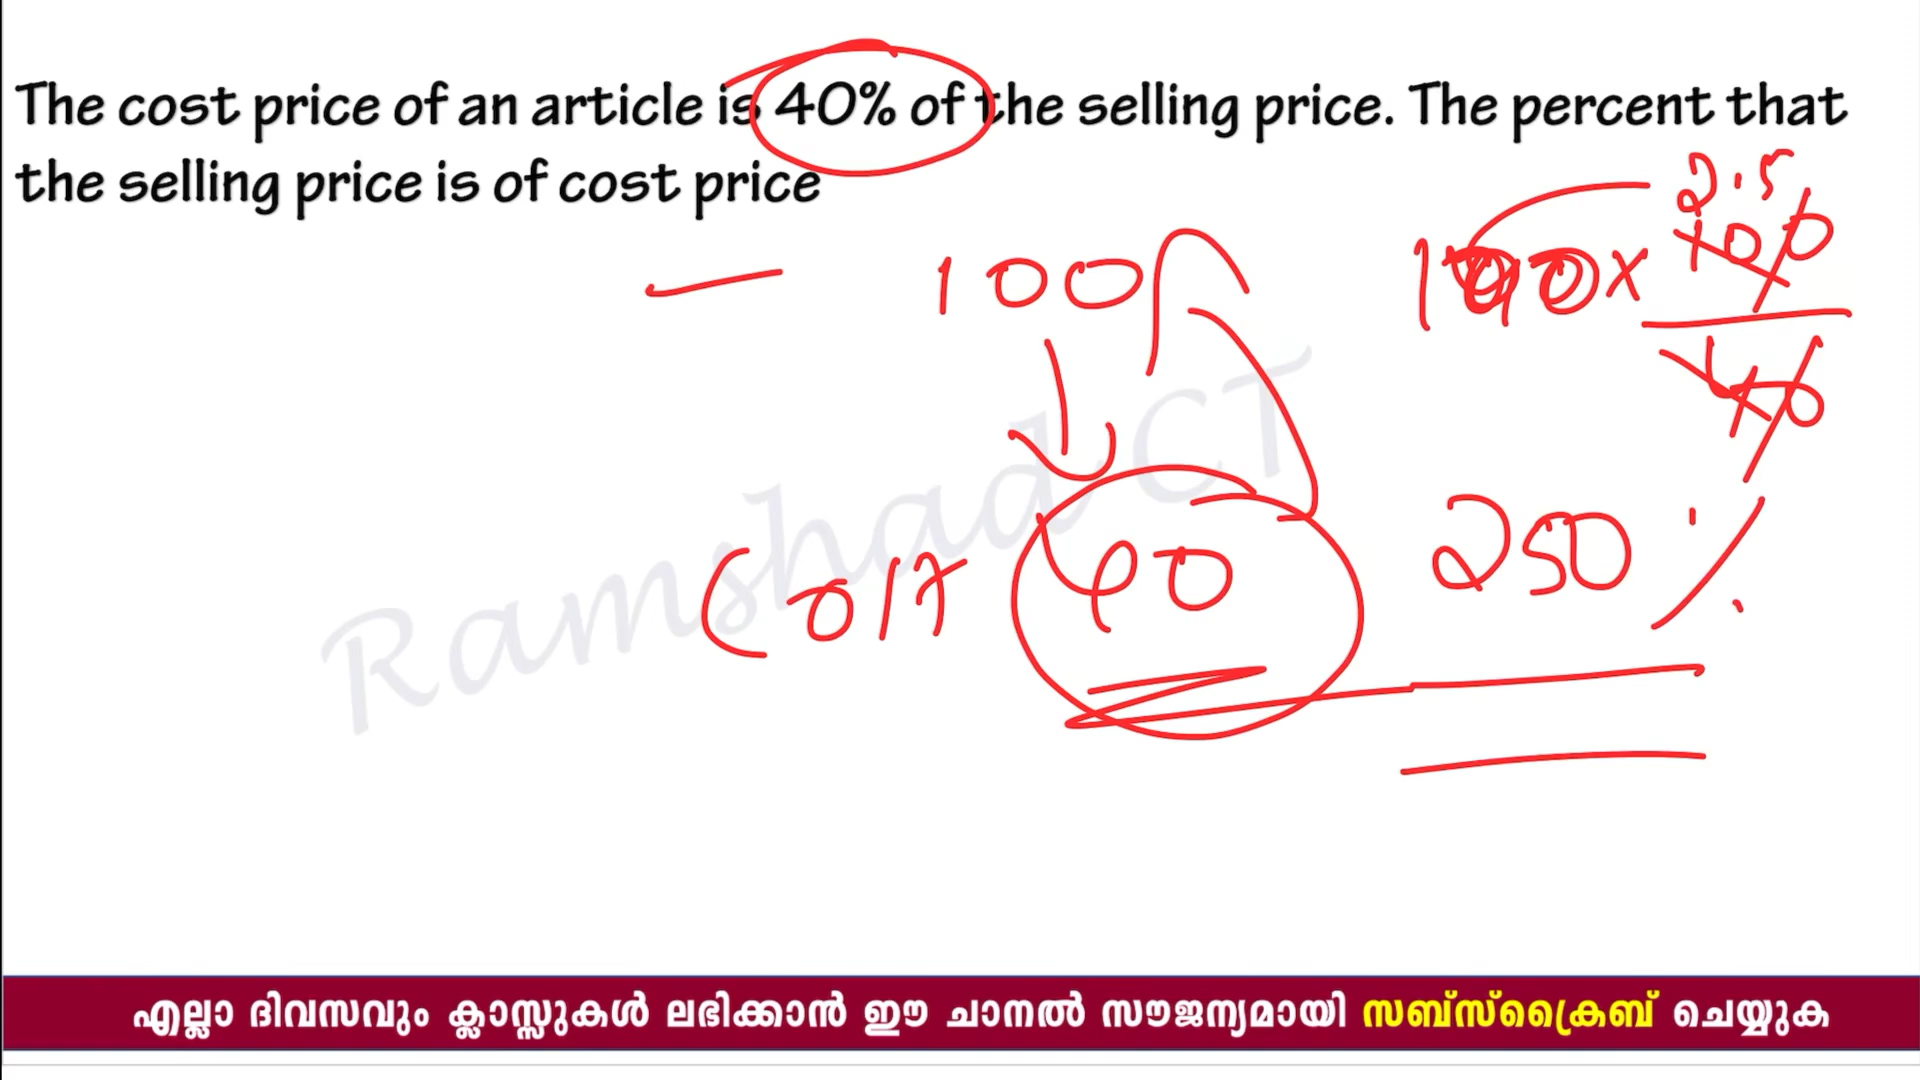 The cost price of an article is 40% of the selling price. The percent that
the selling price is of cost price
2.5
100
100 ×
100
40
Ramshad CT
40
250 %
എല്ലാ ദിവസവും ക്ലാസ്സുകൾ ലഭിക്കാൻ ഈ ചാനൽ സൗജന്യമായി സബ്സ്ക്രൈബ് ചെയ്യുക